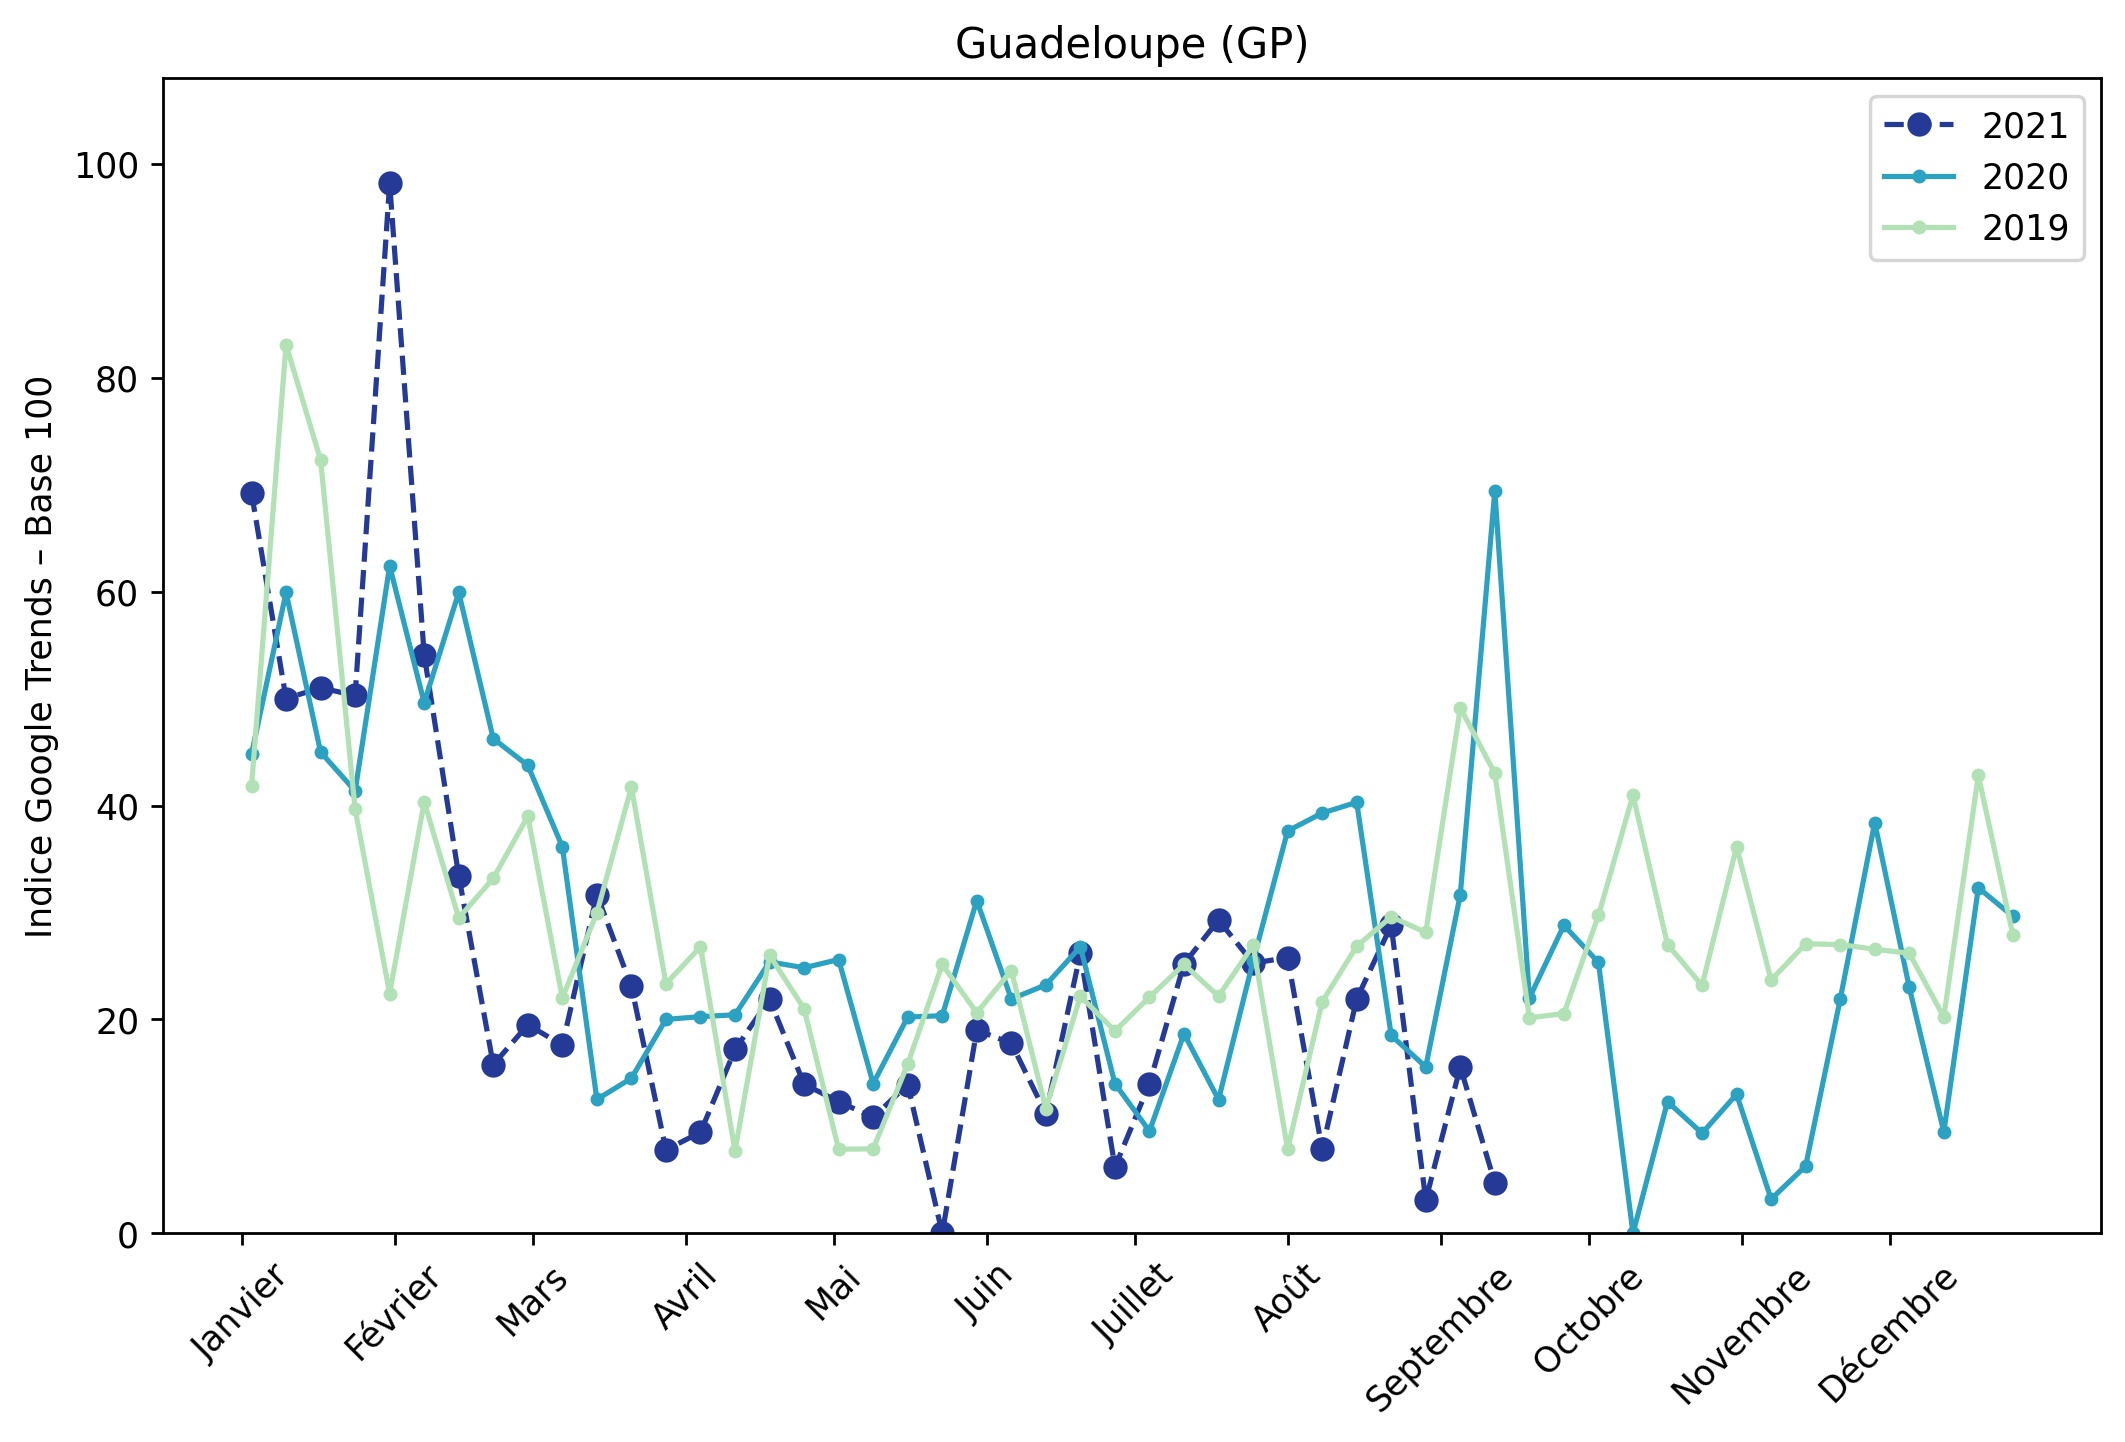 Guadeloupe (GP)
2021
2020
2019
Indice Google Trends – Base 100
100
80
60
40
20
0
Janvier
Février
Mars
Avril
Mai
Juin
Juillet
Août
Septembre
Octobre
Novembre
Décembre